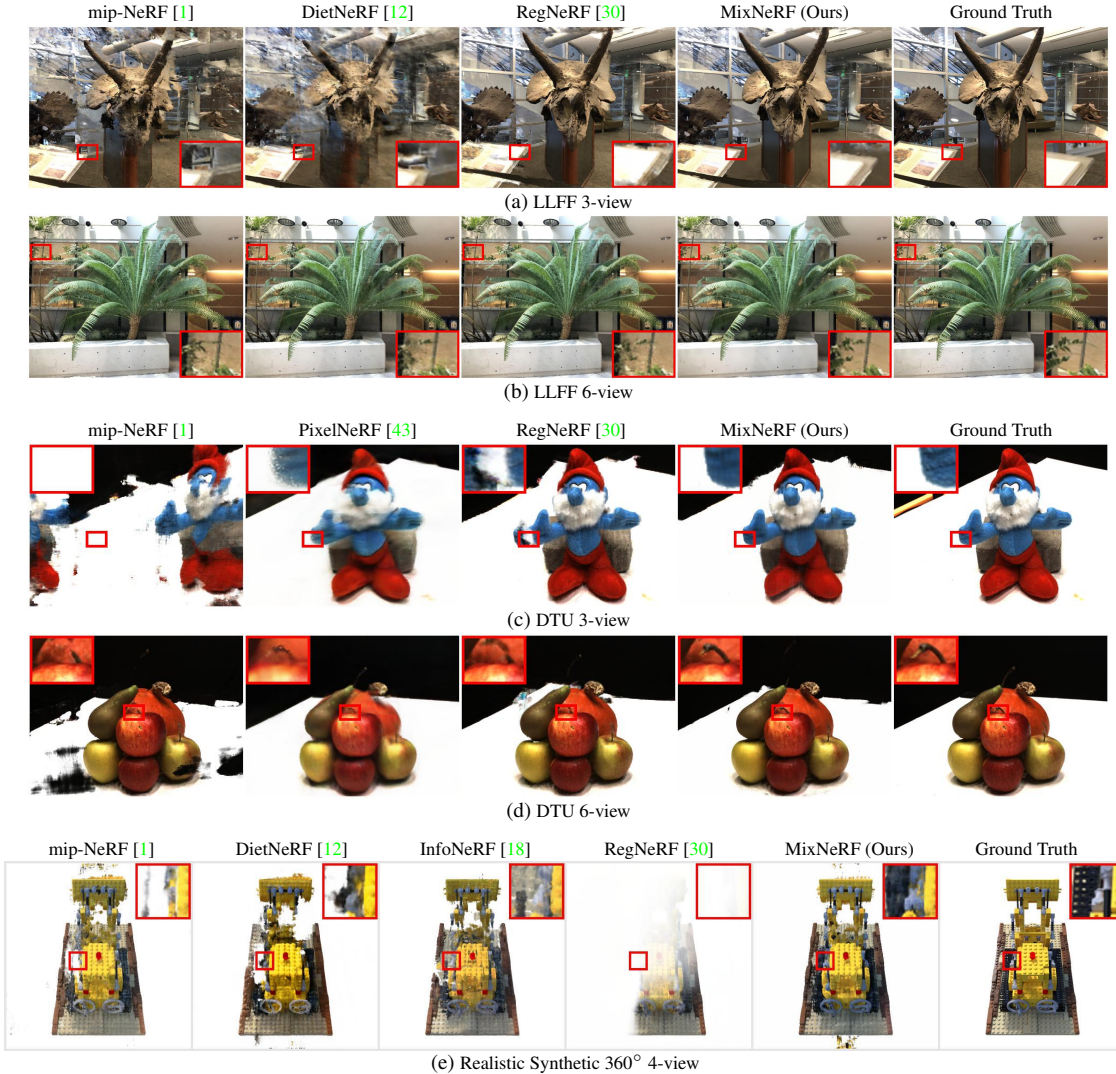 mip-NeRF [1] DietNeRF [12] RegNeRF [30] MixNeRF (Ours) Ground Truth
(a) LLFF 3-view
(b) LLFF 6-view
mip-NeRF [1] PixelNeRF [43] RegNeRF [30] MixNeRF (Ours) Ground Truth
(c) DTU 3-view
(d) DTU 6-view
mip-NeRF [1] DietNeRF [12] InfoNeRF [18] RegNeRF [30] MixNeRF (Ours) Ground Truth
(e) Realistic Synthetic 360° 4-view